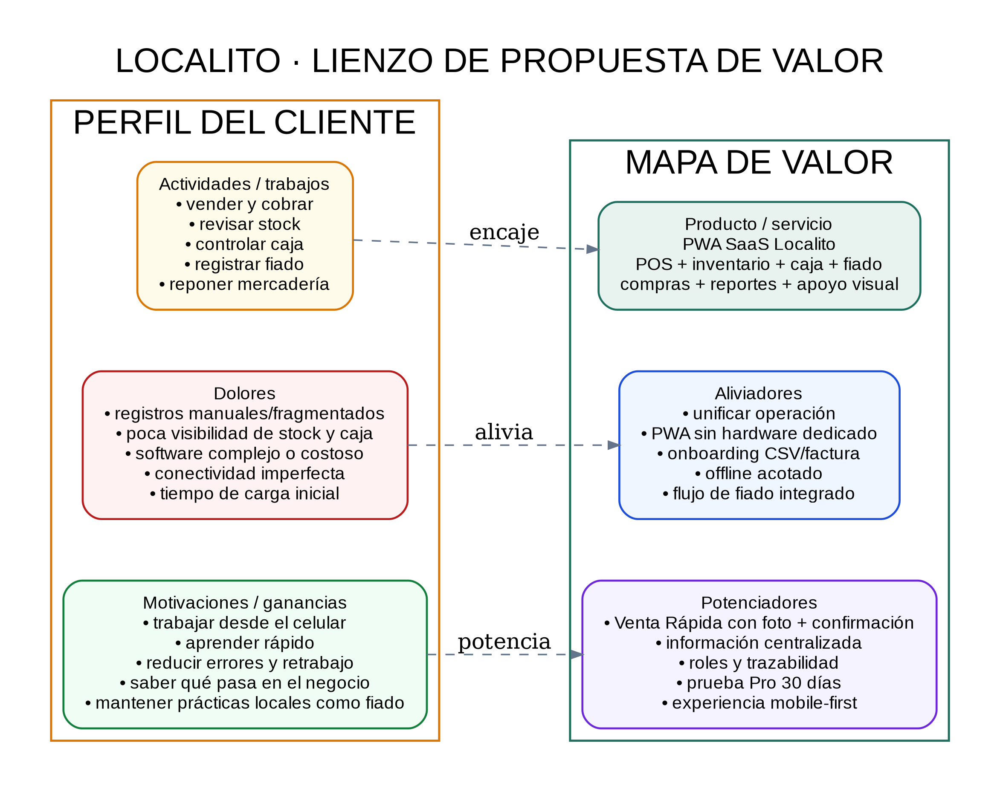 LOCALITO · LIENZO DE PROPUESTA DE VALOR
PERFIL DEL CLIENTE
Actividades / trabajos
• vender y cobrar
• revisar stock
• controlar caja
• registrar fiado
• reponer mercadería
Dolores
• registros manuales/fragmentados
• poca visibilidad de stock y caja
• software complejo o costoso
• conectividad imperfecta
• tiempo de carga inicial
Motivaciones / ganancias
• trabajar desde el celular
• aprender rápido
• reducir errores y retrabajo
• saber qué pasa en el negocio
• mantener prácticas locales como fiado
encaje
alivia
potencia
MAPA DE VALOR
Producto / servicio
PWA SaaS Localito
POS + inventario + caja + fiado
compras + reportes + apoyo visual
Aliviadores
• unificar operación
• PWA sin hardware dedicado
• onboarding CSV/factura
• offline acotado
• flujo de fiado integrado
Potenciadores
• Venta Rápida con foto + confirmación
• información centralizada
• roles y trazabilidad
• prueba Pro 30 días
• experiencia mobile-first